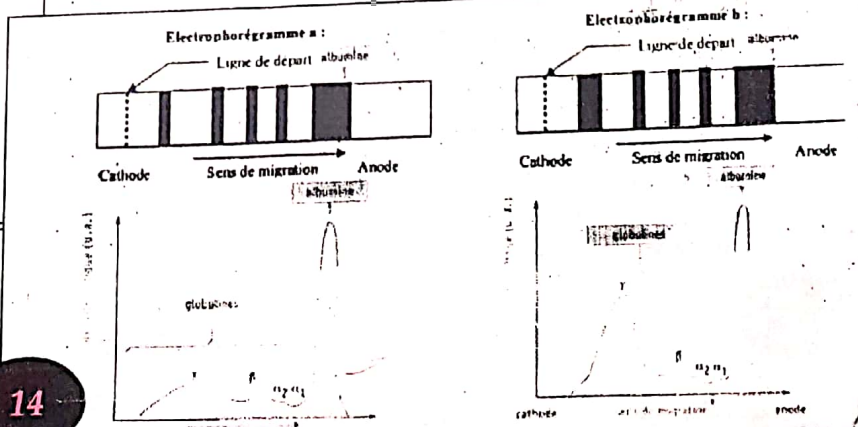 Electrophorégramme a :
Ligne de départ albumine
Cathode Sens de migration Anode
albumine
(u.a.)
globulines
γ β α2 α1
14
Electrophorégramme b :
Ligne de départ albumine
Cathode Sens de migration Anode
albumine
globulines
γ
β α2 α1
cathode migration anode